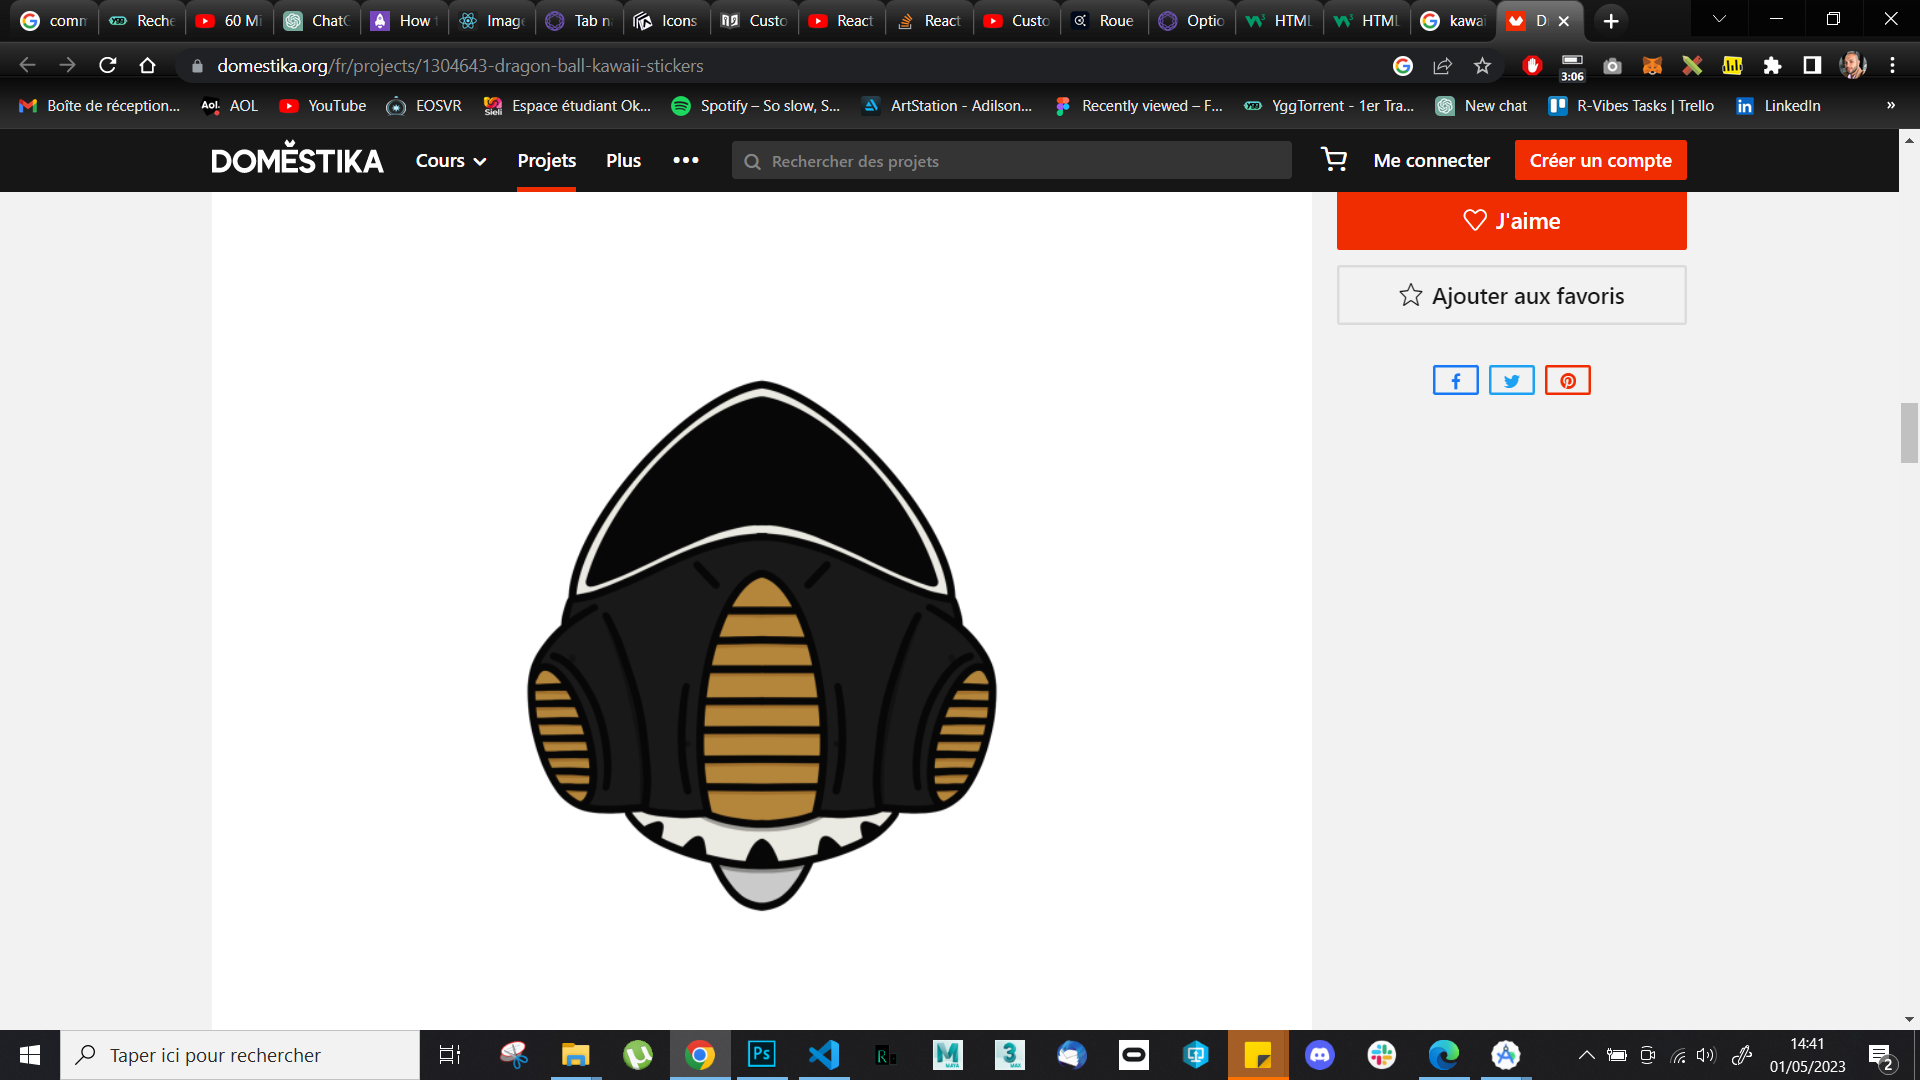 comm Reche 60 Mi ChatG How t Image Tab na Icons Custo React React Custo Roue Optio HTML HTML kawai D
domestika.org/fr/projects/1304643-dragon-ball-kawaii-stickers 3:06
Boîte de réception... Aol. AOL YouTube EOSVR Espace étudiant Ok... Spotify – So slow, S... ArtStation - Adilson... Recently viewed – F... YggTorrent - 1er Tra... New chat R-Vibes Tasks | Trello LinkedIn »
DOMĚSTIKA Cours Projets Plus ••• Rechercher des projets Me connecter Créer un compte
J'aime
Ajouter aux favoris
Taper ici pour rechercher
14:41
01/05/2023
2